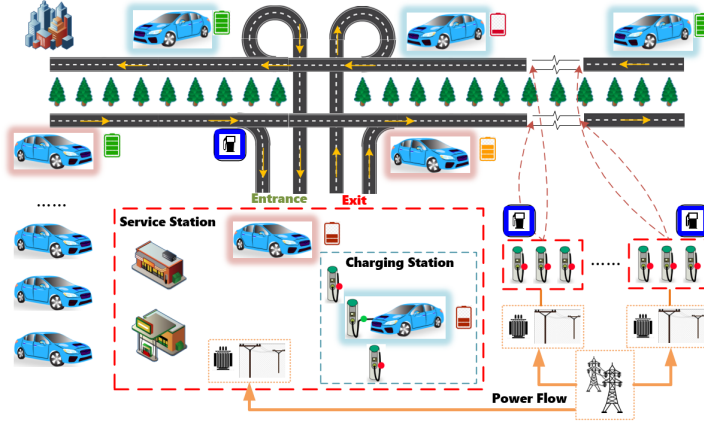 Entrance
Exit
Service Station
Charging Station
......
......
Power Flow